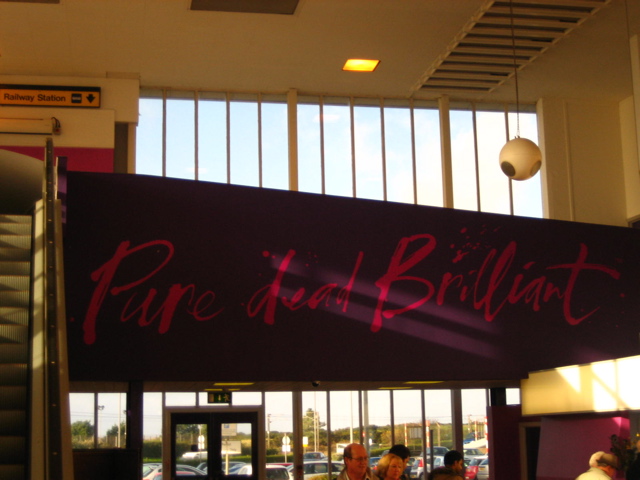 Railway Station
Pure dead Brilliant